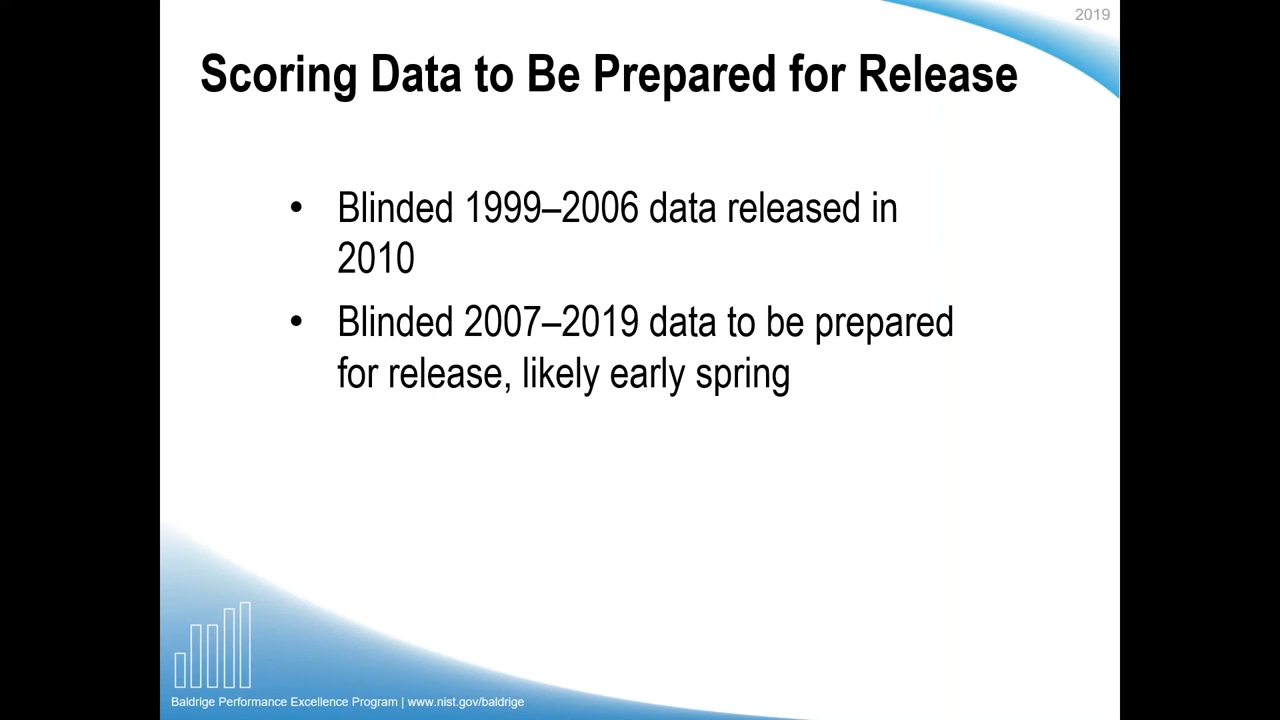 2019
Scoring Data to Be Prepared for Release
• Blinded 1999–2006 data released in
2010
• Blinded 2007–2019 data to be prepared
for release, likely early spring
Baldrige Performance Excellence Program | www.nist.gov/baldrige